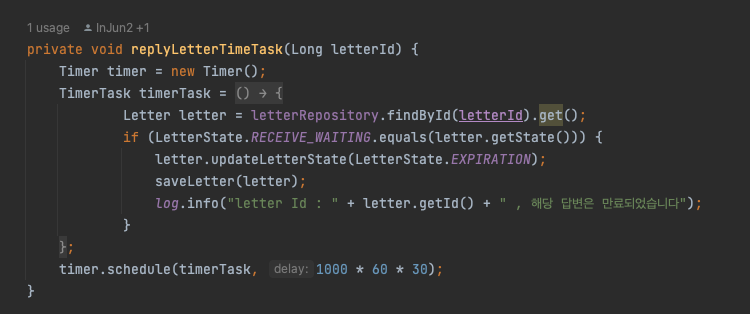 1 usage InJun2 +1
private void replyLetterTimeTask(Long letterId) {
Timer timer = new Timer();
TimerTask timerTask = () → {
Letter letter = letterRepository.findById(letterId).get();
if (LetterState.RECEIVE_WAITING.equals(letter.getState())) {
letter.updateLetterState(LetterState.EXPIRATION);
saveLetter(letter);
log.info("letter Id : " + letter.getId() + " , 해당 답변은 만료되었습니다");
}
};
timer.schedule(timerTask, delay: 1000 * 60 * 30);
}